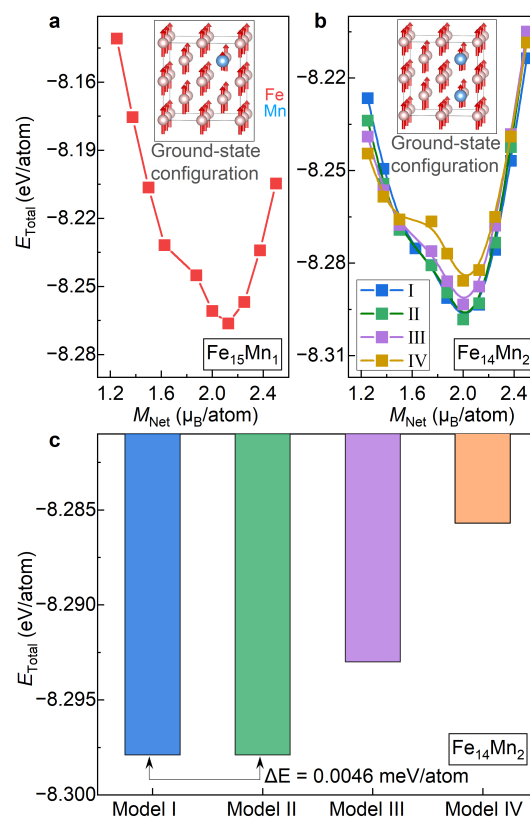 a
−8.14
−8.16
−8.19
−8.22
−8.25
−8.28
E_Total (eV/atom)
Fe
Mn
Ground-state
configuration
Fe₁₅Mn₁
1.2 1.6 2.0 2.4
M_Net (μ_B/atom)
b
−8.22
−8.25
−8.28
−8.31
Ground-state
configuration
I
II
III
IV
Fe₁₄Mn₂
1.2 1.6 2.0 2.4
M_Net (μ_B/atom)
c
−8.285
−8.290
−8.295
−8.300
E_Total (eV/atom)
Fe₁₄Mn₂
ΔE = 0.0046 meV/atom
Model I Model II Model III Model IV